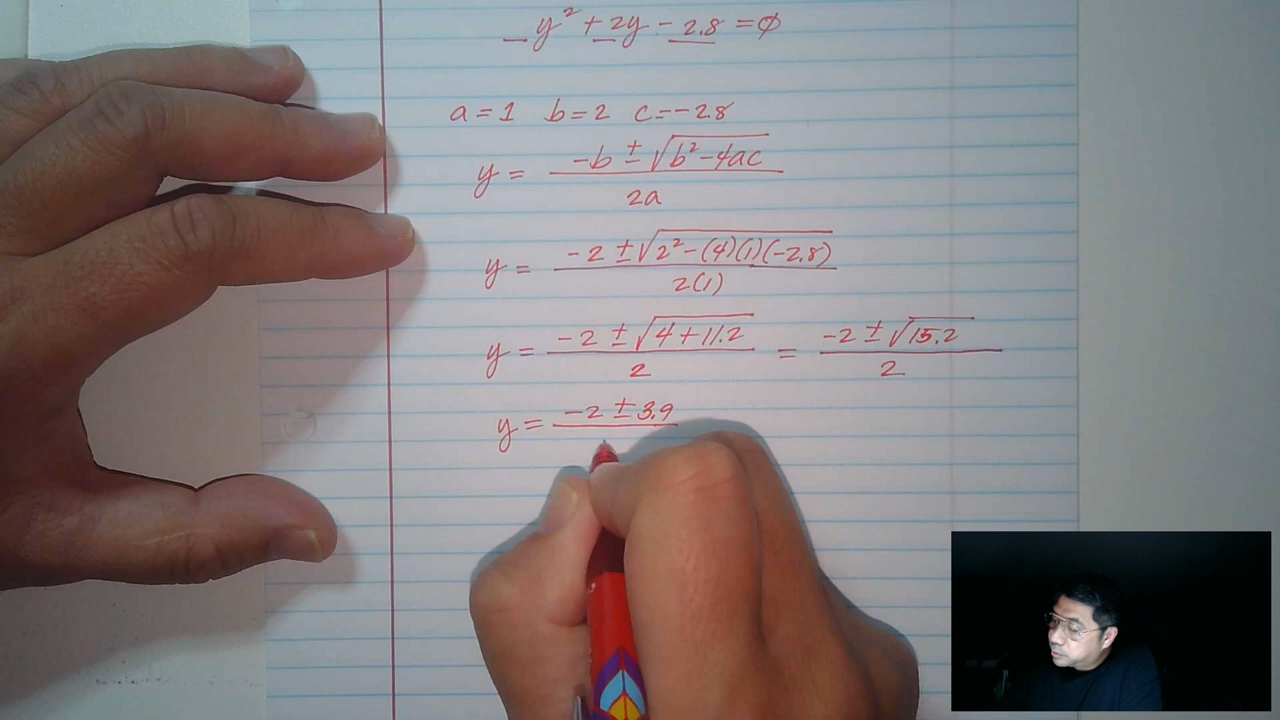 _y² + 2y - 2.8 = 0
a = 1 b = 2 c = -2.8
y = (-b ± √(b² - 4ac)) / 2a
y = (-2 ± √(2² - (4)(1)(-2.8))) / 2(1)
y = (-2 ± √(4 + 11.2)) / 2 = (-2 ± √15.2) / 2
y = -2 ± 3.9